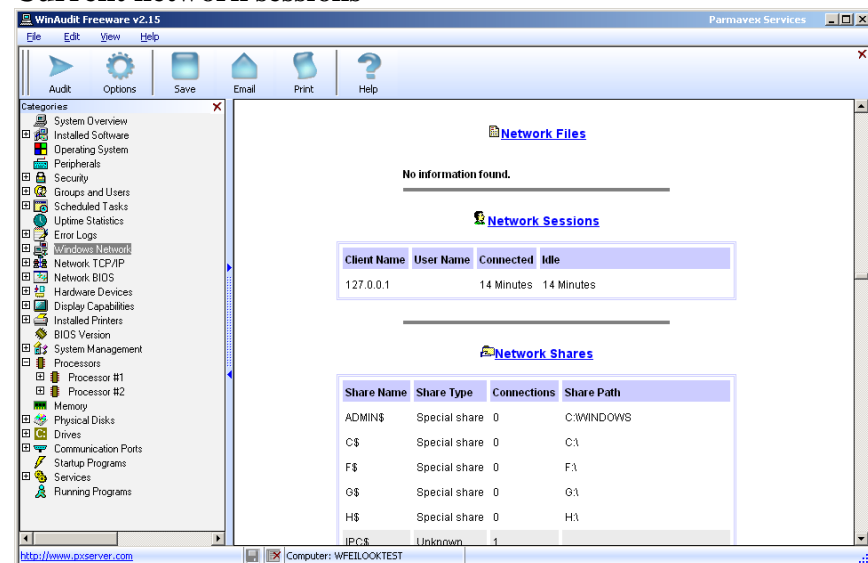 Current network sessions
WinAudit Freeware v2.15
Parmavex Services
File Edit View Help
Audit Options Save Email Print Help
Categories
System Overview
Installed Software
Operating System
Peripherals
Security
Groups and Users
Scheduled Tasks
Uptime Statistics
Error Logs
Windows Network
Network TCP/IP
Network BIOS
Hardware Devices
Display Capabilities
Installed Printers
BIOS Version
System Management
Processors
Processor #1
Processor #2
Memory
Physical Disks
Drives
Communication Ports
Startup Programs
Services
Running Programs
Network Files
No information found.
Network Sessions
Client Name User Name Connected Idle
127.0.0.1 14 Minutes 14 Minutes
Network Shares
Share Name Share Type Connections Share Path
ADMIN$ Special share 0 C:\WINDOWS
C$ Special share 0 C:\
F$ Special share 0 F:\
G$ Special share 0 G:\
H$ Special share 0 H:\
IPC$ Unknown 1
http://www.pxserver.com
Computer: WFEILOOKTEST